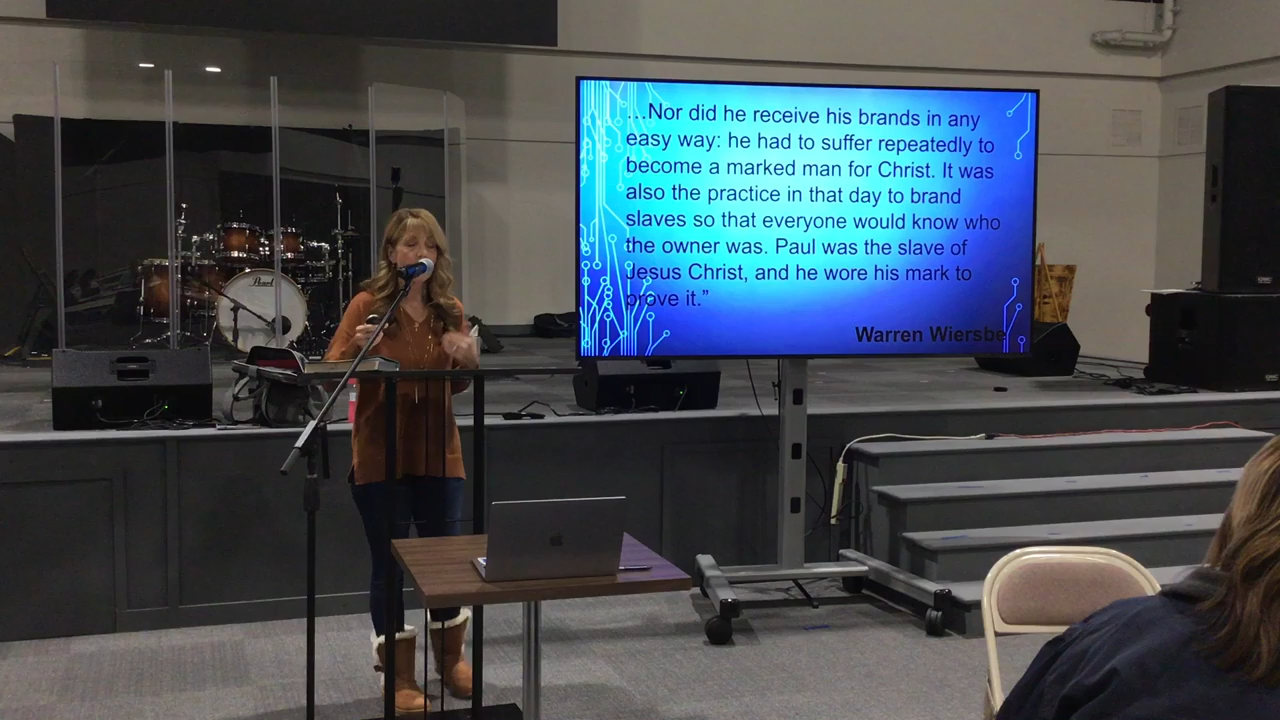 …Nor did he receive his brands in any
easy way: he had to suffer repeatedly to
become a marked man for Christ. It was
also the practice in that day to brand
slaves so that everyone would know who
the owner was. Paul was the slave of
Jesus Christ, and he wore his mark to
prove it.”
Warren Wiersbe
Pearl